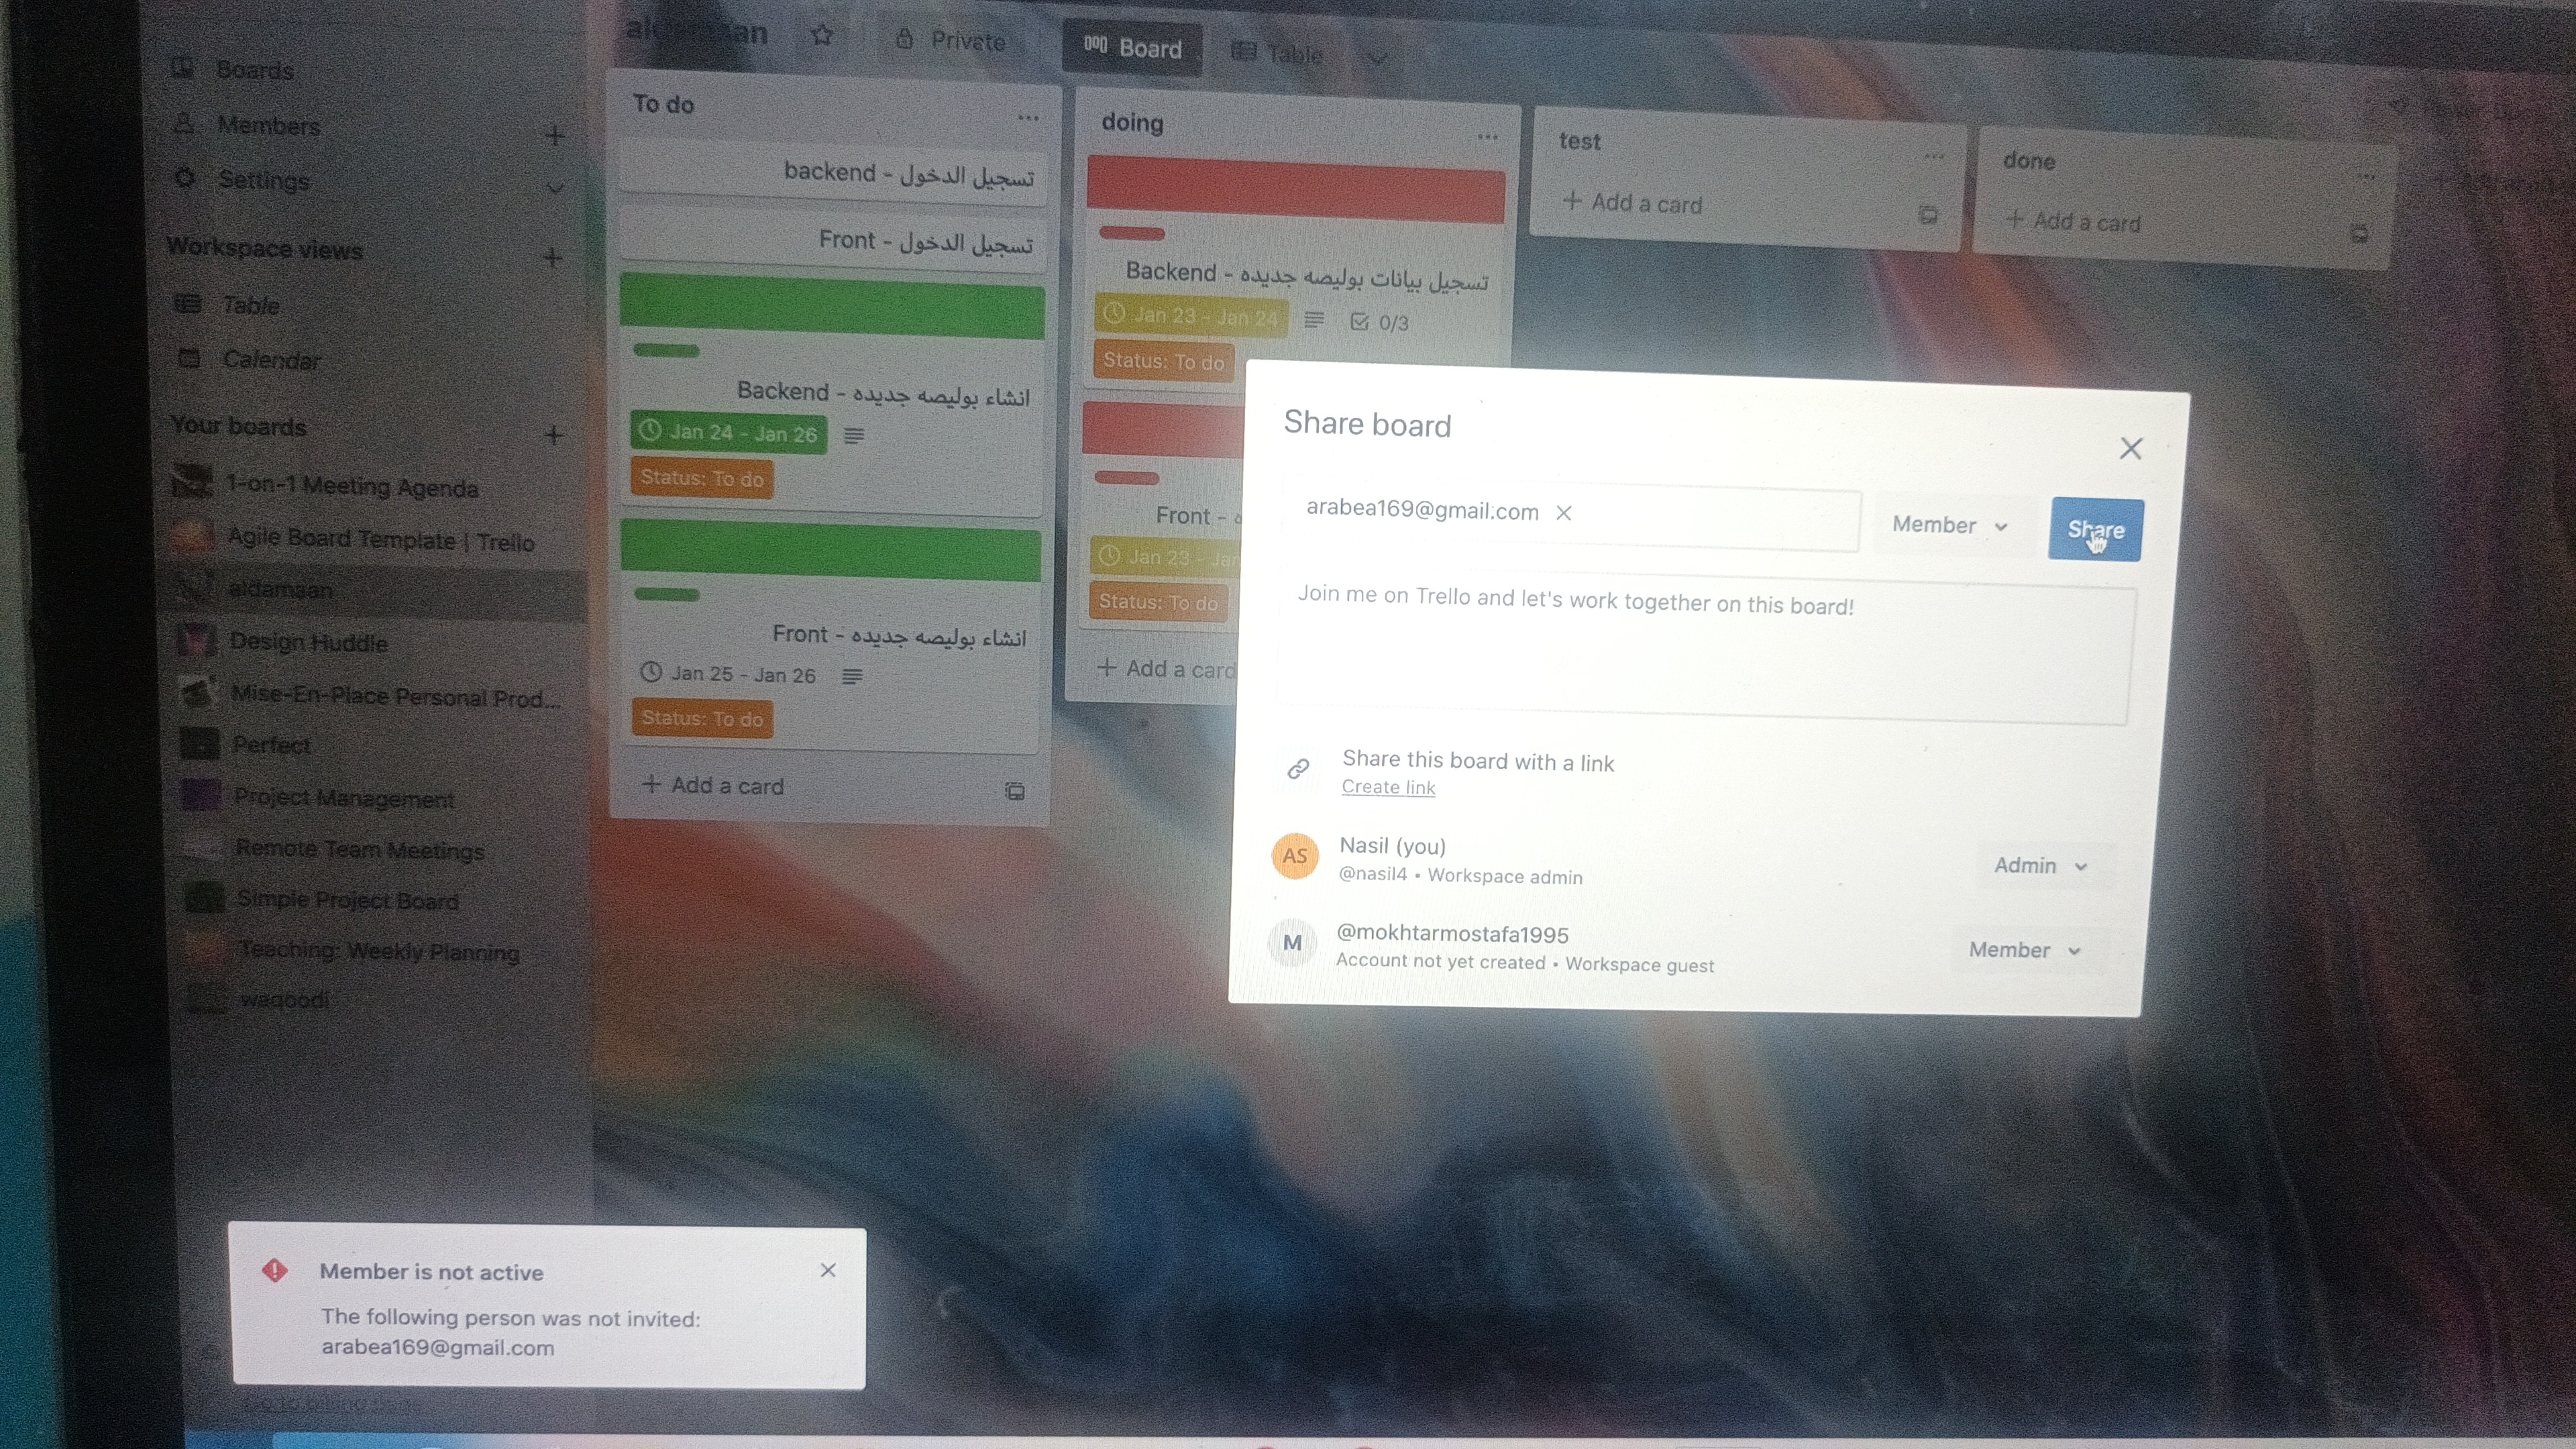 Boards
Members
Settings
Workspace views
Table
Calendar
Your boards
1-on-1 Meeting Agenda
Agile Board Template | Trello
aldamaan
Design Huddle
Mise-En-Place Personal Prod...
Perfect
Project Management
Remote Team Meetings
Simple Project Board
Teaching: Weekly Planning
waqoodi
Private
Board
Table
To do
تسجيل الدخول - backend
تسجيل الدخول - Front
انشاء بوليصه جديده - Backend
Jan 24 - Jan 26
Status: To do
انشاء بوليصه جديده - Front
Jan 25 - Jan 26
Status: To do
+ Add a card
doing
تسجيل بيانات بوليصه جديده - Backend
Jan 23 - Jan 24
0/3
Status: To do
Front -
Jan 23 -
Status: To do
+ Add a card
test
+ Add a card
done
+ Add a card
Share board
arabea169@gmail.com
Member
Share
Join me on Trello and let's work together on this board!
Share this board with a link
Create link
AS
Nasil (you)
@nasil4 • Workspace admin
Admin
M
@mokhtarmostafa1995
Account not yet created • Workspace guest
Member
Member is not active
The following person was not invited:
arabea169@gmail.com